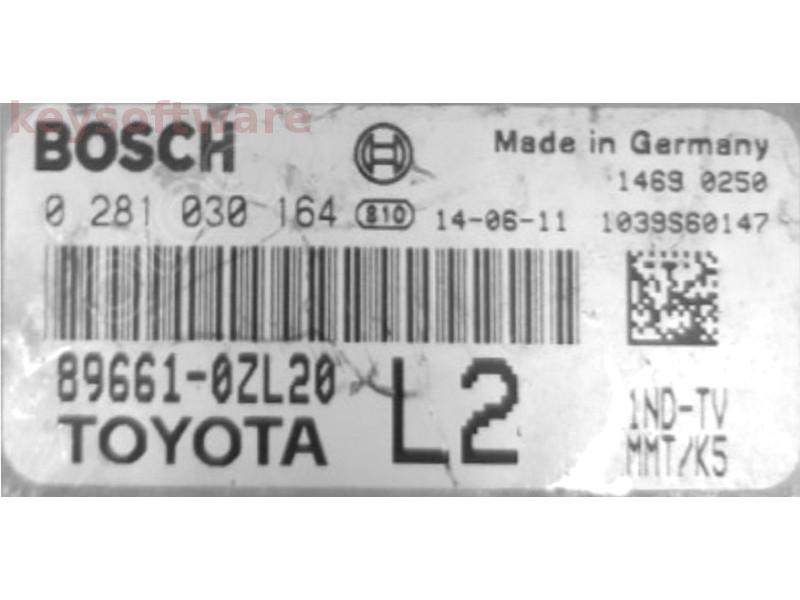 keysoftware
BOSCH
Made in Germany
1469 0250
0 281 030 164 810 14-06-11 1039S60147
89661-0ZL20 L2
TOYOTA
1ND-TV
MMT/K5